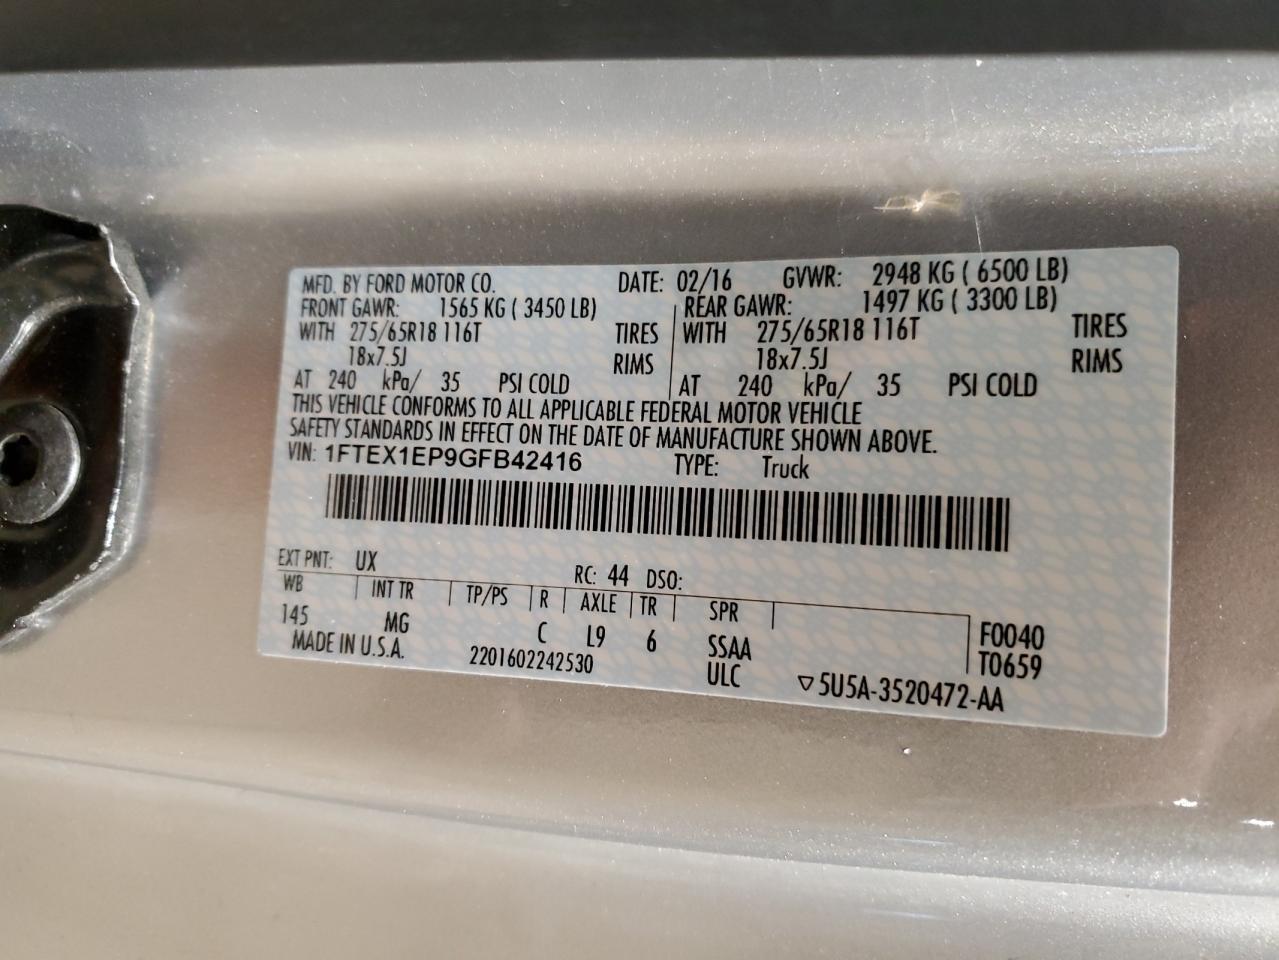 MFD. BY FORD MOTOR CO. DATE: 02/16 GVWR: 2948 KG ( 6500 LB)
FRONT GAWR: 1565 KG ( 3450 LB) REAR GAWR: 1497 KG ( 3300 LB)
WITH 275/65R18 116T TIRES WITH 275/65R18 116T TIRES
18x7.5J RIMS 18x7.5J RIMS
AT 240 kPa/ 35 PSI COLD AT 240 kPa/ 35 PSI COLD
THIS VEHICLE CONFORMS TO ALL APPLICABLE FEDERAL MOTOR VEHICLE
SAFETY STANDARDS IN EFFECT ON THE DATE OF MANUFACTURE SHOWN ABOVE.
VIN: 1FTEX1EP9GFB42416 TYPE: Truck
EXT PNT: UX RC: 44 DSO:
WB INT TR TP/PS R AXLE TR SPR
145 MG C L9 6 SSAA F0040
MADE IN U.S.A. 2201602242530 ULC T0659
▽5U5A-3520472-AA